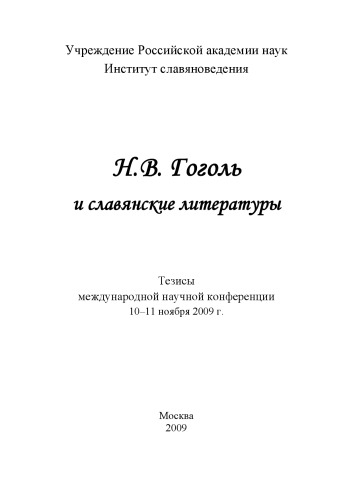 Учреждение Российской академии наук
Институт славяноведения
Н.В. Гоголь
и славянские литературы
Тезисы
международной научной конференции
10–11 ноября 2009 г.
Москва
2009